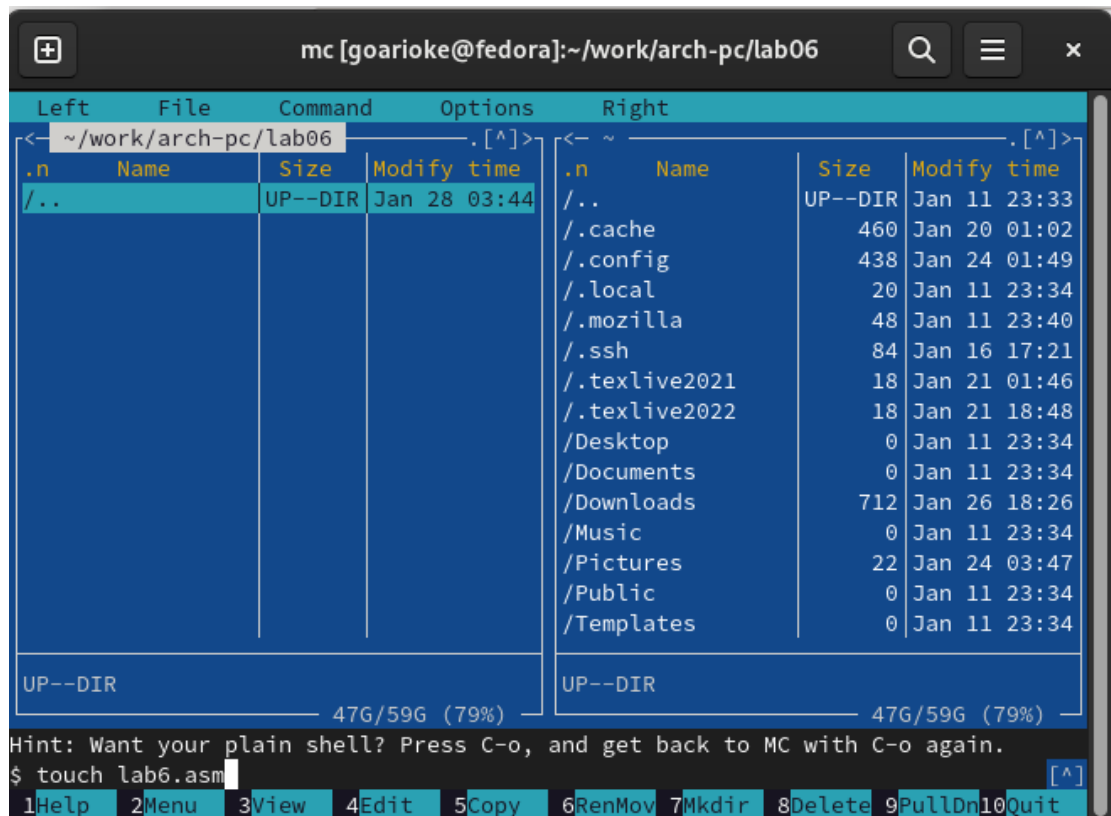 mc [goarioke@fedora]:~/work/arch-pc/lab06
Left File Command Options Right
<- ~/work/arch-pc/lab06 .[^]> <- ~ .[^]>
.n Name Size Modify time .n Name Size Modify time
/.. UP--DIR Jan 28 03:44 /.. UP--DIR Jan 11 23:33
/.cache 460 Jan 20 01:02
/.config 438 Jan 24 01:49
/.local 20 Jan 11 23:34
/.mozilla 48 Jan 11 23:40
/.ssh 84 Jan 16 17:21
/.texlive2021 18 Jan 21 01:46
/.texlive2022 18 Jan 21 18:48
/Desktop 0 Jan 11 23:34
/Documents 0 Jan 11 23:34
/Downloads 712 Jan 26 18:26
/Music 0 Jan 11 23:34
/Pictures 22 Jan 24 03:47
/Public 0 Jan 11 23:34
/Templates 0 Jan 11 23:34
UP--DIR UP--DIR
47G/59G (79%) 47G/59G (79%)
Hint: Want your plain shell? Press C-o, and get back to MC with C-o again.
$ touch lab6.asm [^]
1Help 2Menu 3View 4Edit 5Copy 6RenMov 7Mkdir 8Delete 9PullDn 10Quit